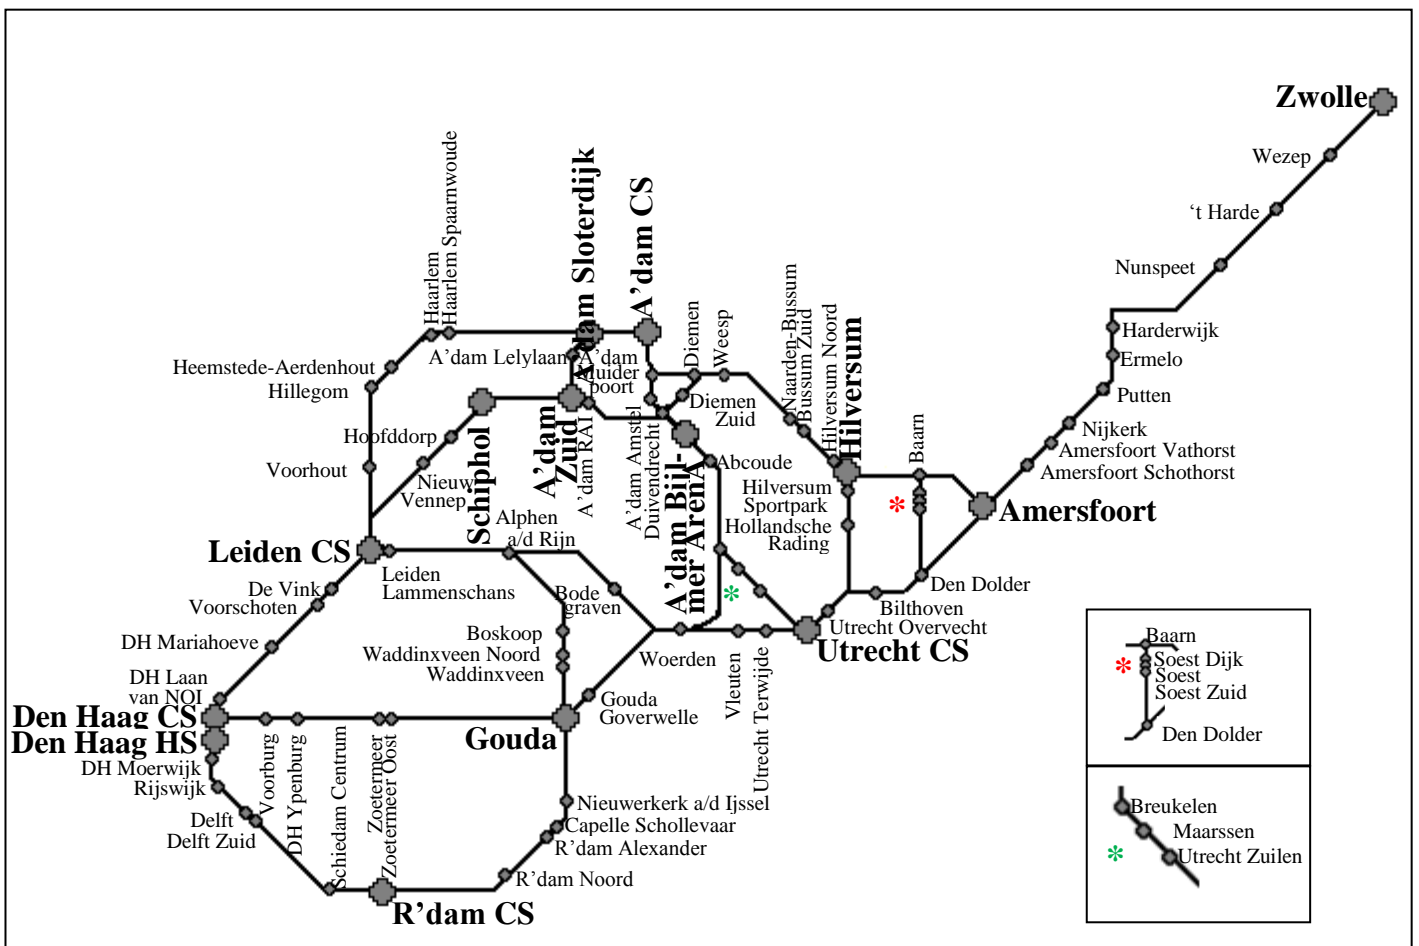 Zwolle
Wezep
‘t Harde
Nunspeet
Harderwijk
Ermelo
Putten
Nijkerk
Amersfoort Vathorst
Amersfoort Schothorst
Amersfoort
Haarlem
Haarlem Spaarnwoude
A’dam Sloterdijk
A’dam CS
Heemstede-Aerdenhout
Hillegom
A’dam Lelylaan
A’dam
Muider
poort
Diemen
Weesp
Naarden-Bussum
Bussum Zuid
Hilversum Noord
Hilversum
Baarn
Diemen
Zuid
Hoofddorp
Voorhout
Nieuw
Vennep
Schiphol
A’dam
Zuid
A’dam RAI
A’dam Amstel
Duivendrecht
A’dam Bijl-
mer ArenA
Abcoude
Hilversum
Sportpark
Hollandsche
Rading
*
Leiden CS
Alphen
a/d Rijn
Leiden
Lammenschans
De Vink
Voorschoten
Bode
graven
*
Den Dolder
Bilthoven
Utrecht Overvecht
Utrecht CS
DH Mariahoeve
Boskoop
Waddinxveen Noord
Waddinxveen
Woerden
Vleuten
Utrecht Terwijde
DH Laan
van NOI
Den Haag CS
Den Haag HS
Gouda
Gouda
Goverwelle
DH Moerwijk
Rijswijk
Delft
Delft Zuid
Voorburg
DH Ypenburg
Schiedam Centrum
Zoetermeer
Zoetermeer Oost
Nieuwerkerk a/d Ijssel
Capelle Schollevaar
R’dam Alexander
R’dam Noord
R’dam CS
Baarn
*
Soest Dijk
Soest
Soest Zuid
Den Dolder
Breukelen
Maarssen
*
Utrecht Zuilen